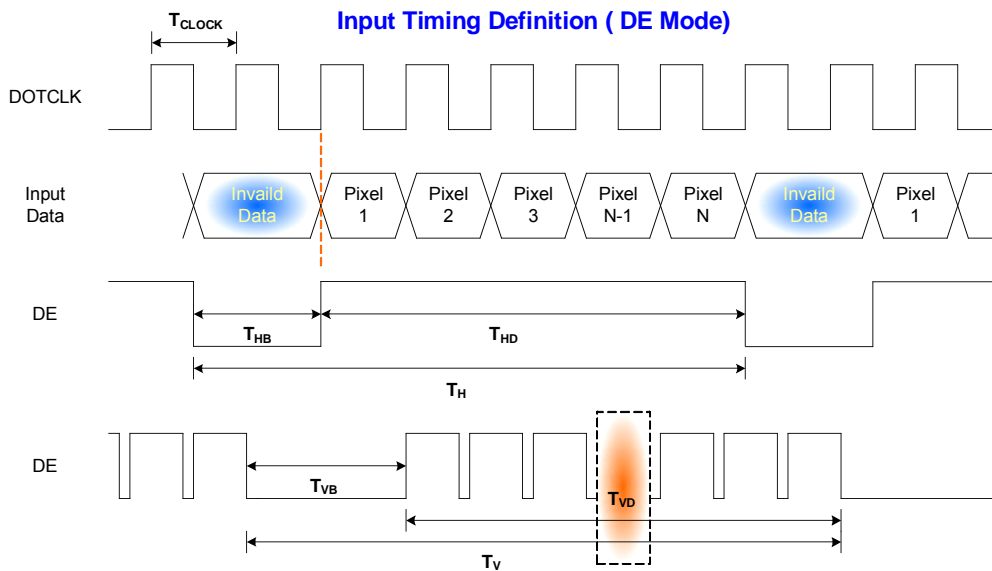 Input Timing Definition ( DE Mode)
TCLOCK
DOTCLK
Input
Data
Invaild
Data
Pixel
1
Pixel
2
Pixel
3
Pixel
N-1
Pixel
N
Invaild
Data
Pixel
1
DE
THB
THD
TH
DE
TVB
TVD
TV